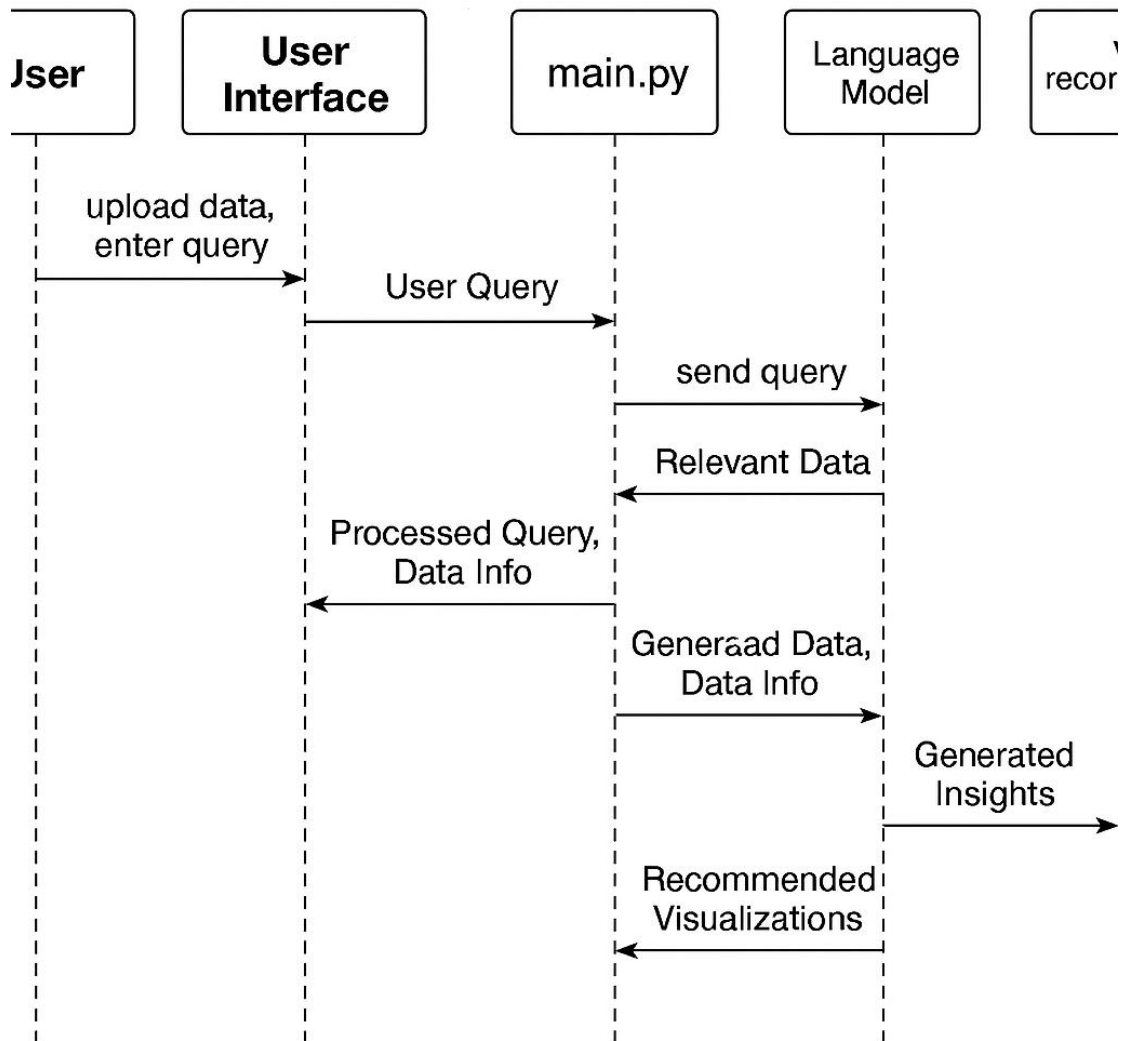 User
User
Interface
main.py
Language
Model
recor
upload data,
enter query
User Query
send query
Relevant Data
Processed Query,
Data Info
Generaad Data,
Data Info
Generated
Insights
Recommended
Visualizations